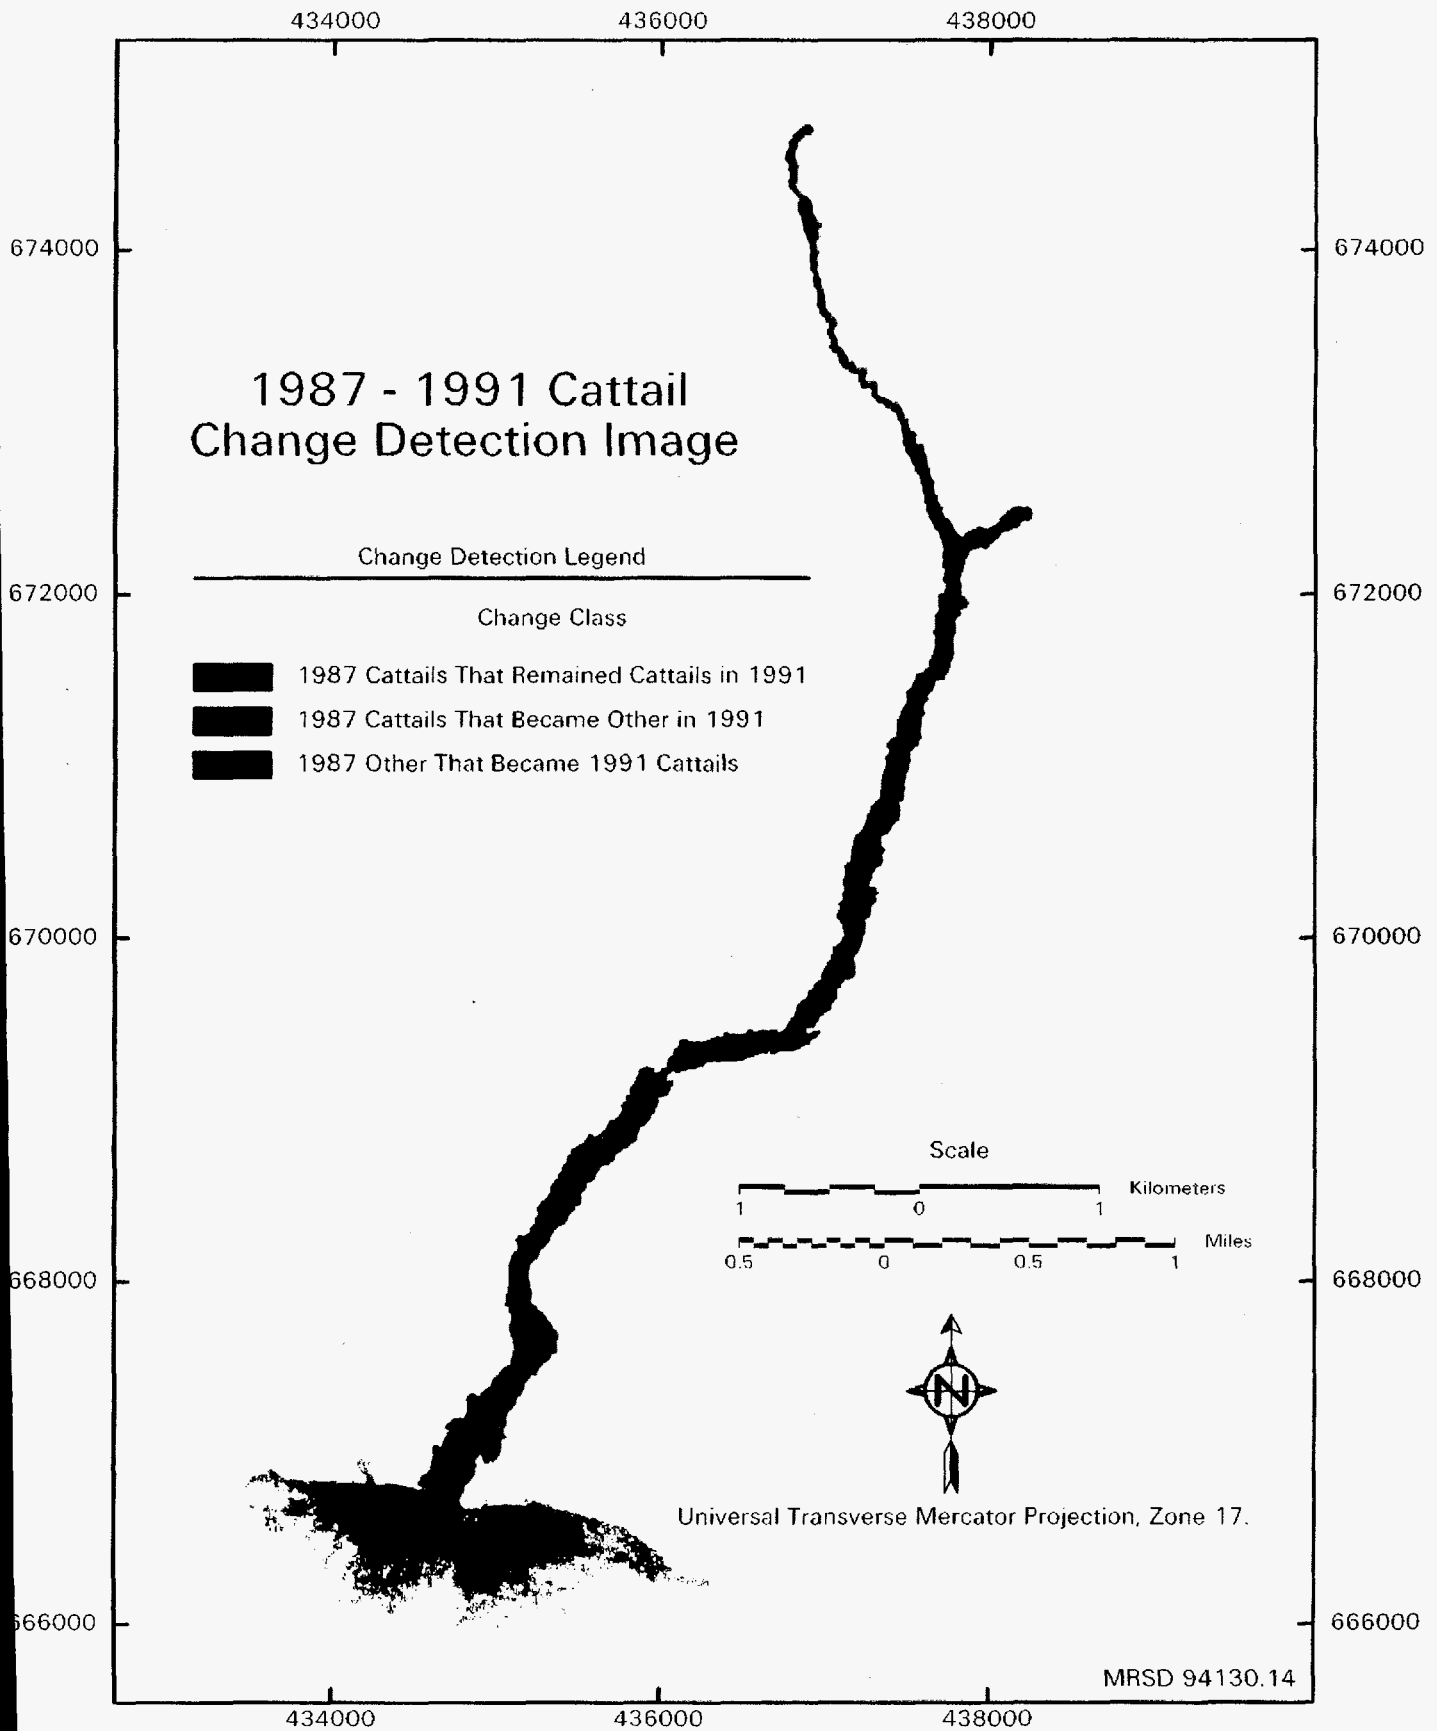 434000 436000 438000
674000 674000
1987 - 1991 Cattail
Change Detection Image
Change Detection Legend
672000 672000
Change Class
1987 Cattails That Remained Cattails in 1991
1987 Cattails That Became Other in 1991
1987 Other That Became 1991 Cattails
670000 670000
Scale
Kilometers
1 0 1
Miles
0.5 0 0.5 1
668000 668000
N
Universal Transverse Mercator Projection, Zone 17.
666000 666000
MRSD 94130.14
434000 436000 438000